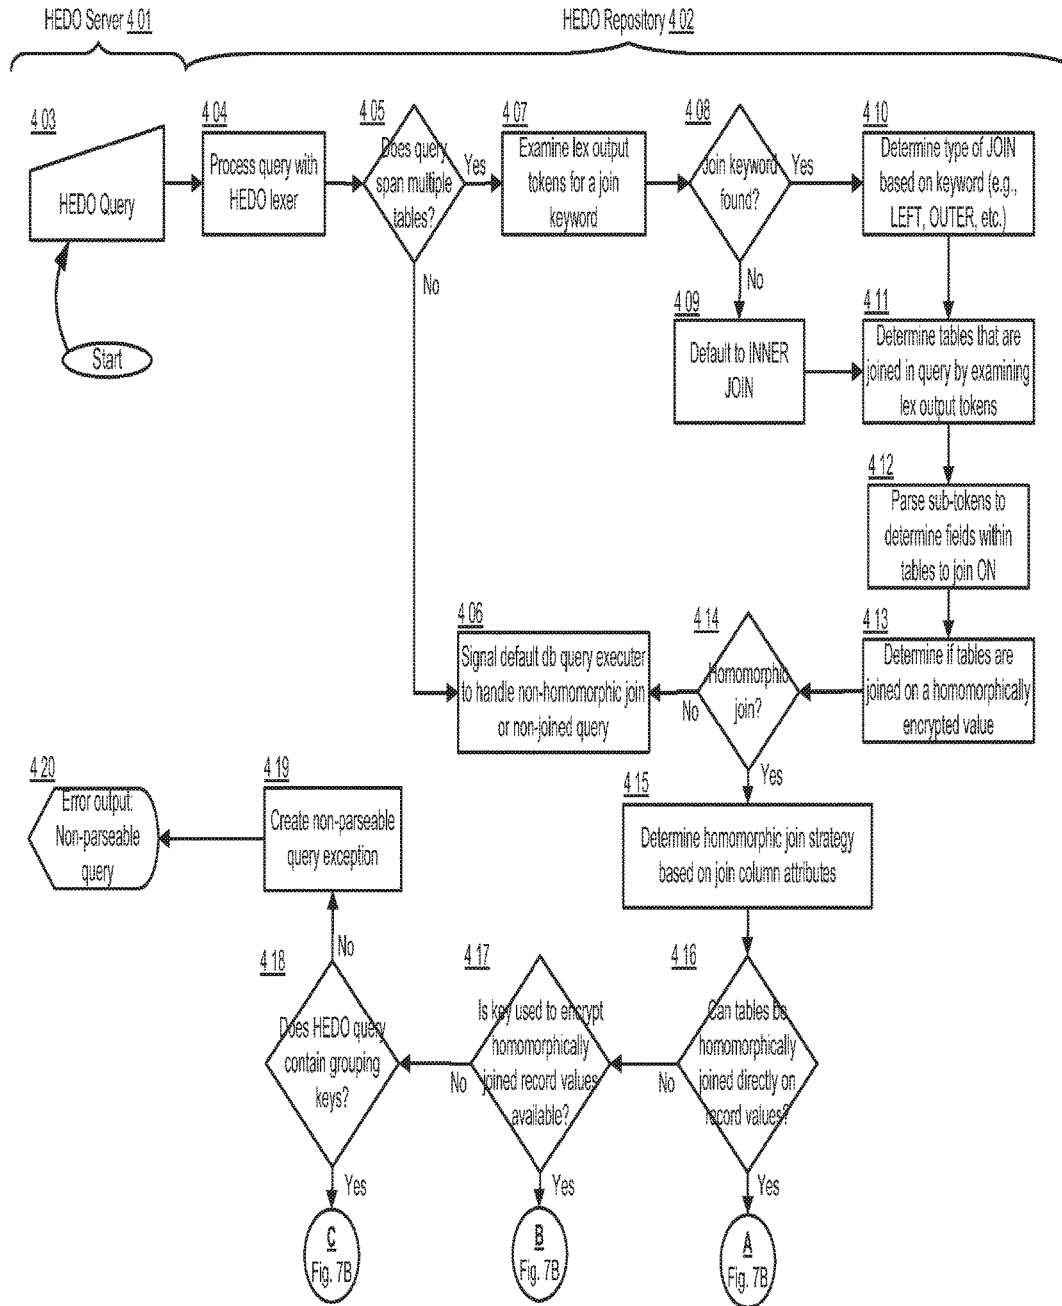 HEDO Server 4 01
HEDO Repository 4 02
4 03
HEDO Query
Start
4 04
Process query with
HEDO lexer
4 05
Does query
span multiple
tables?
Yes
No
4 07
Examine lex output
tokens for a join
keyword
4 08
Join keyword
found?
Yes
No
4 10
Determine type of JOIN
based on keyword (e.g.,
LEFT, OUTER, etc.)
4 09
Default to INNER
JOIN
4 11
Determine tables that are
joined in query by examining
lex output tokens
4 12
Parse sub-tokens to
determine fields within
tables to join ON
4 13
Determine if tables are
joined on a homomorphically
encrypted value
4 14
Homomorphic
join?
No
Yes
4 06
Signal default db query executer
to handle non-homomorphic join
or non-joined query
4 15
Determine homomorphic join strategy
based on join column attributes
4 16
Can tables be
homomorphically
joined directly on
record values?
No
Yes
A
Fig. 7B
4 17
Is key used to encrypt
homomorphically
joined record values
available?
No
Yes
B
Fig. 7B
4 18
Does HEDO query
contain grouping
keys?
No
Yes
C
Fig. 7B
4 19
Create non-parseable
query exception
4 20
Error output:
Non-parseable
query